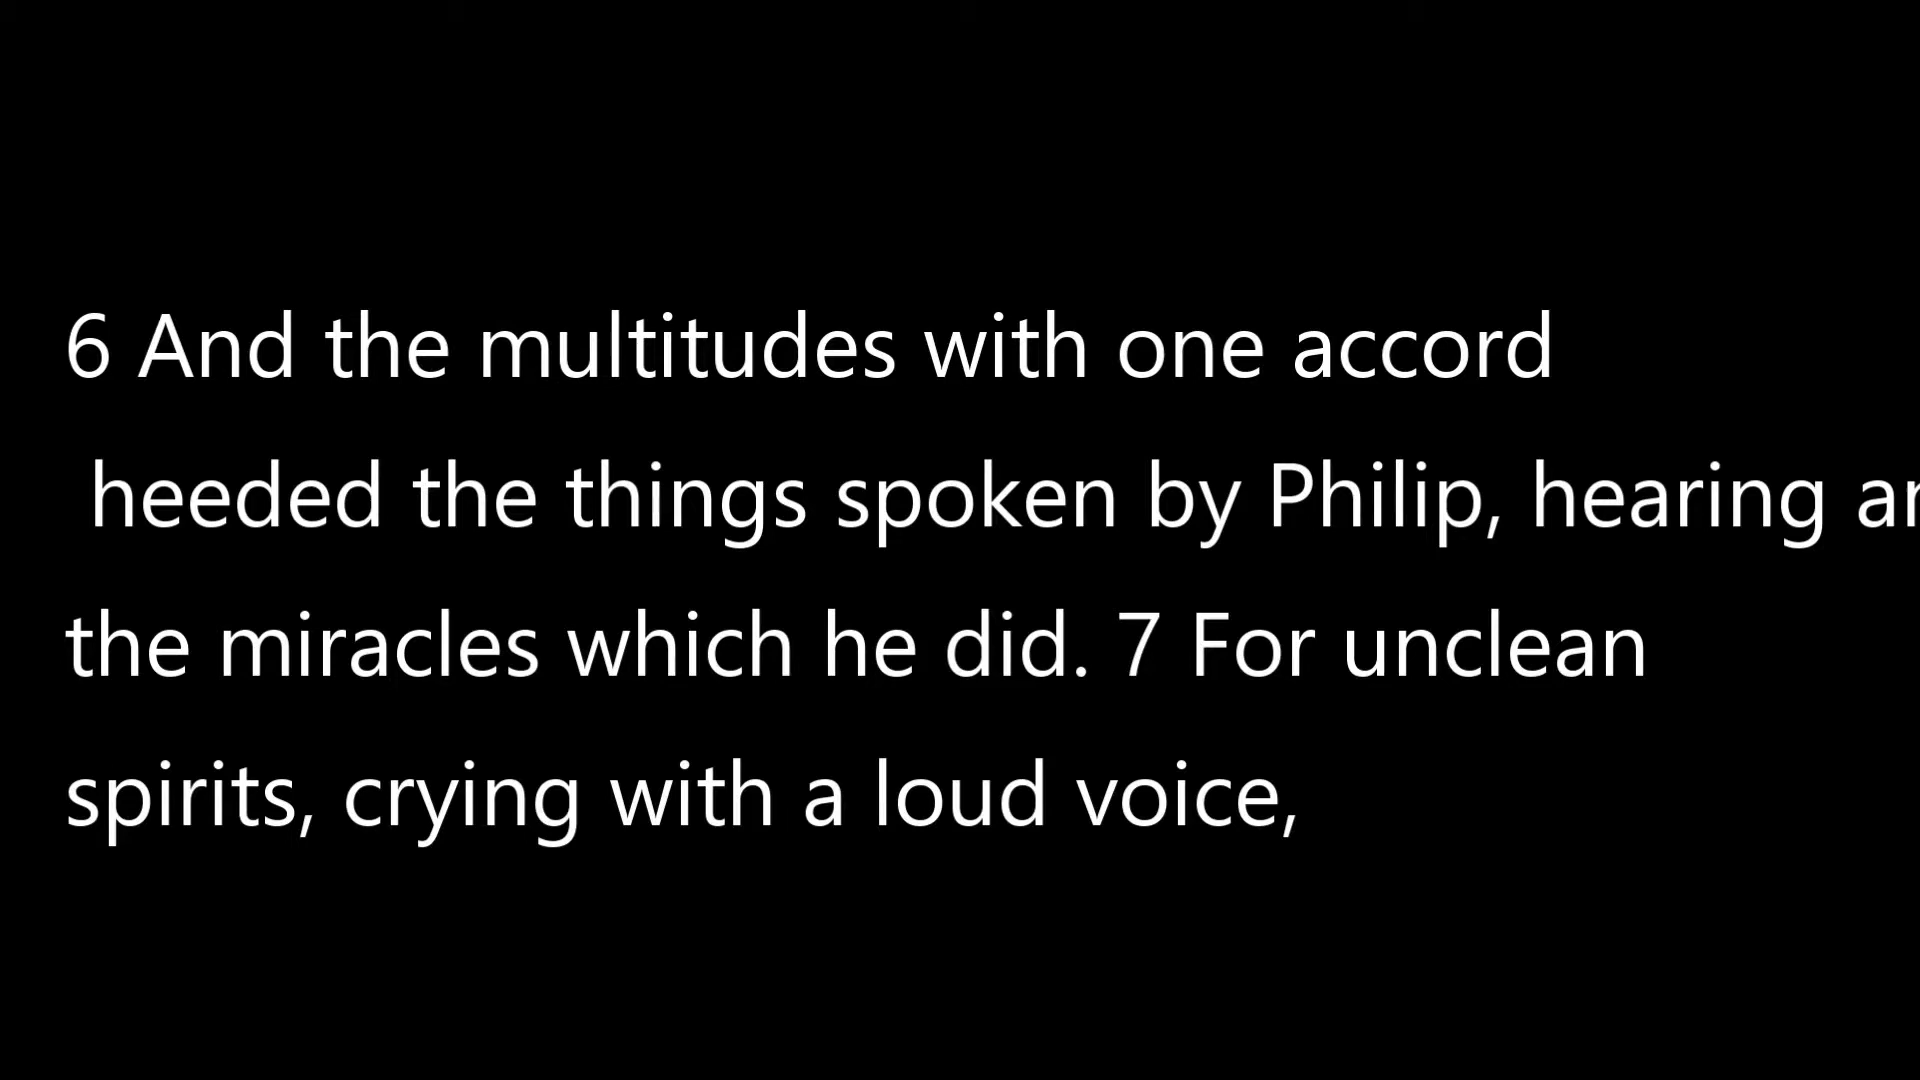 6 And the multitudes with one accord
heeded the things spoken by Philip, hearing
the miracles which he did. 7 For unclean
spirits, crying with a loud voice,